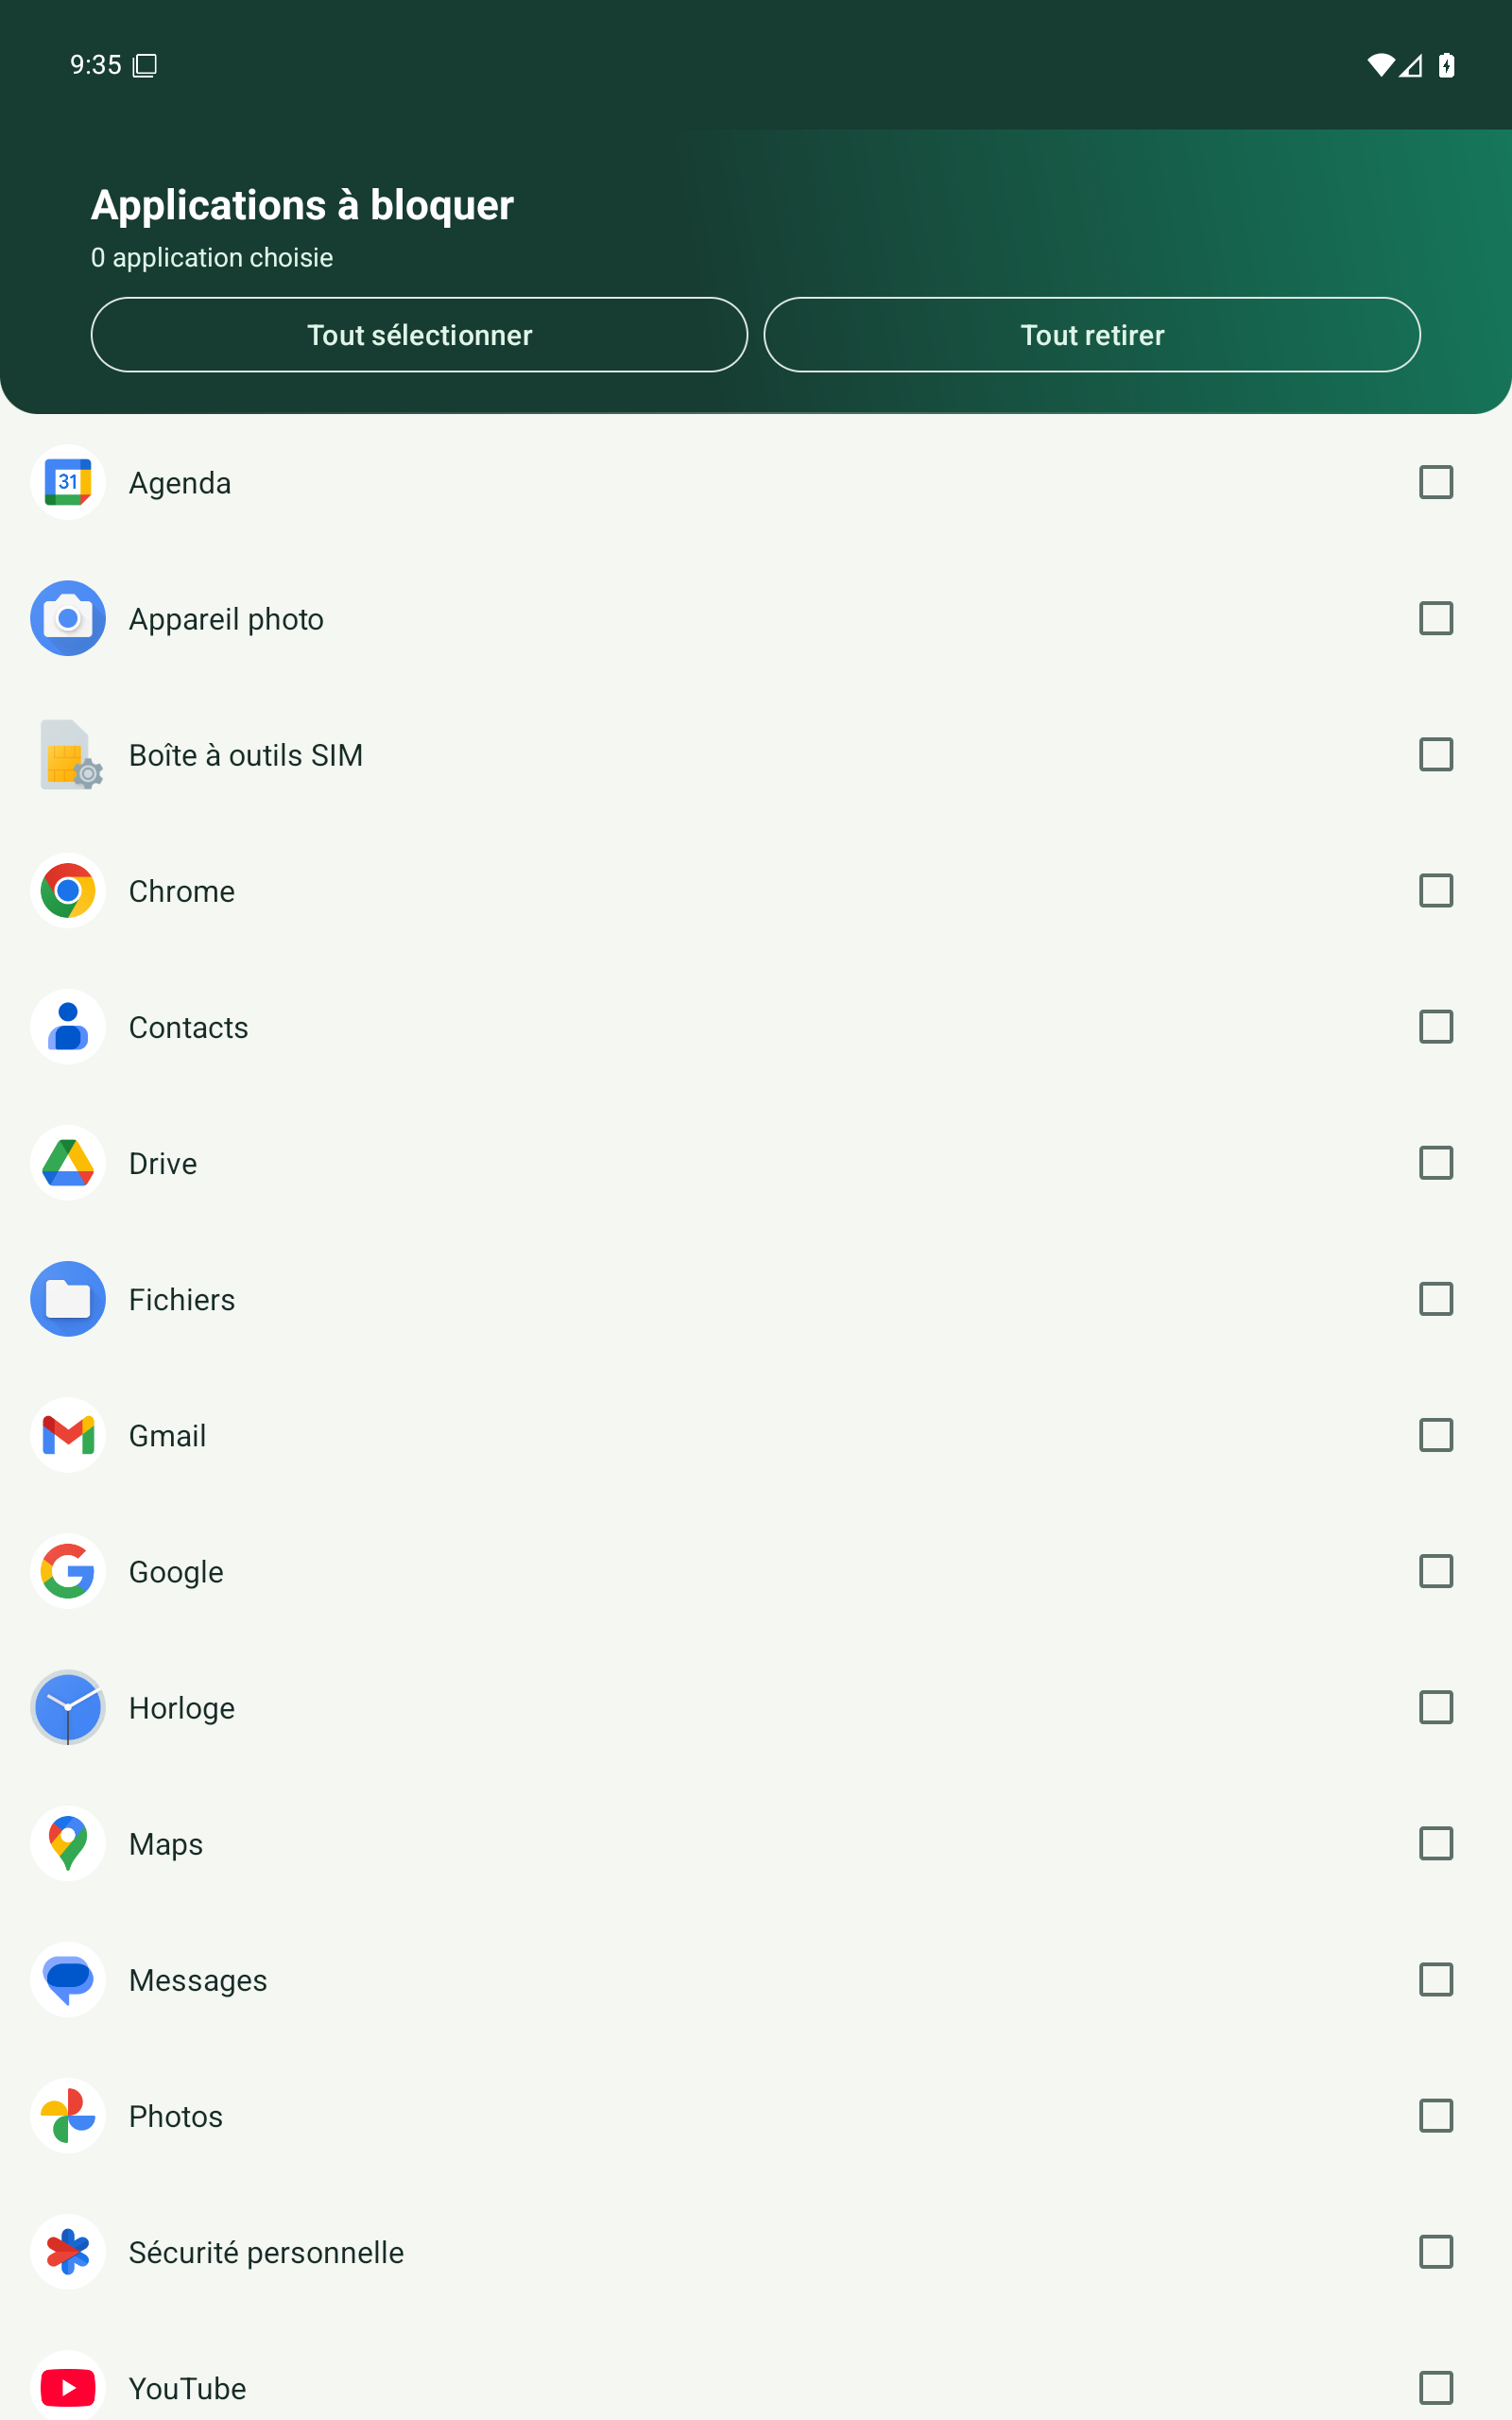 9:35
Applications à bloquer
0 application choisie
Tout sélectionner
Tout retirer
31
Agenda
Appareil photo
Boîte à outils SIM
Chrome
Contacts
Drive
Fichiers
Gmail
Google
Horloge
Maps
Messages
Photos
Sécurité personnelle
YouTube